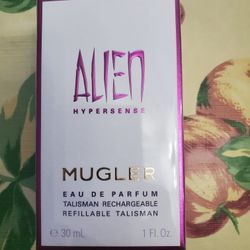 ALIEN
HYPERSENSE
MUGLER
EAU DE PARFUM
TALISMAN RECHARGEABLE
REFILLABLE TALISMAN
℮ 30 mL 1 Fl. Oz.